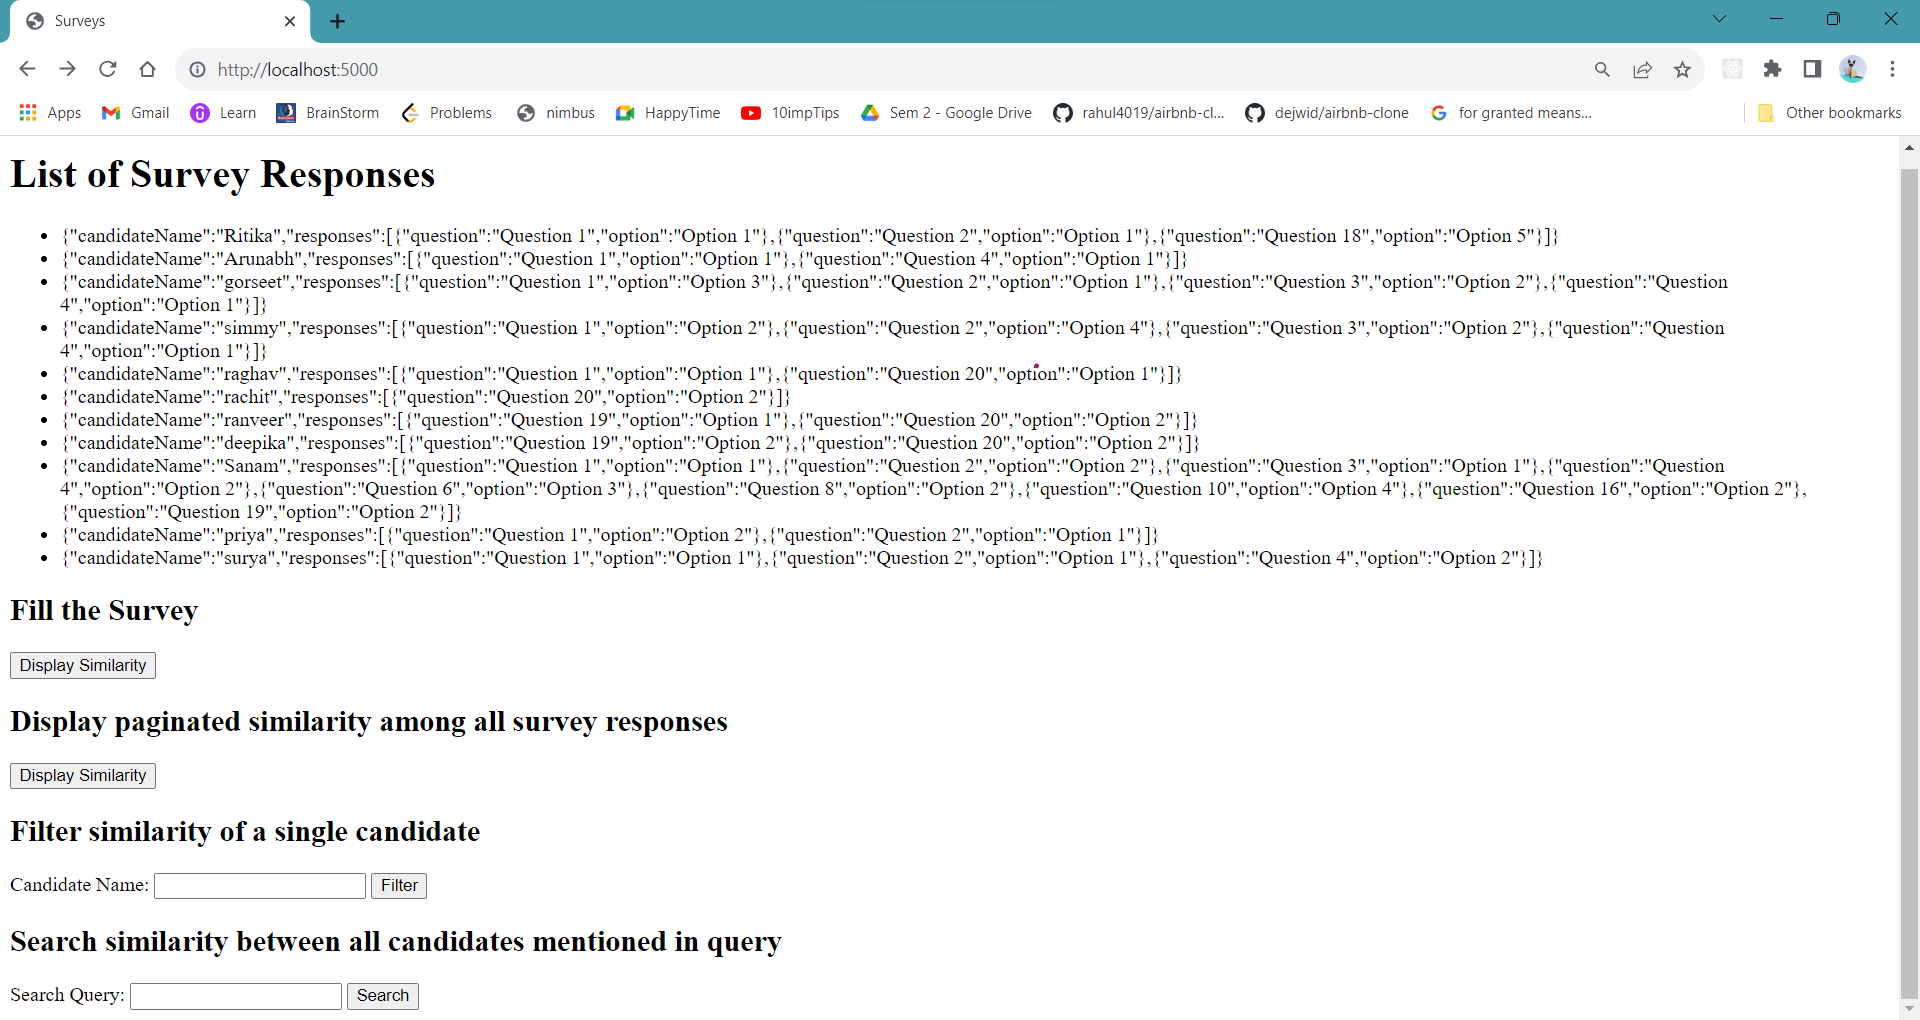 Surveys
http://localhost:5000
Apps Gmail Learn BrainStorm Problems nimbus HappyTime 10impTips Sem 2 - Google Drive rahul4019/airbnb-cl... dejwid/airbnb-clone for granted means... Other bookmarks
List of Survey Responses
{"candidateName":"Ritika","responses":[{"question":"Question 1","option":"Option 1"},{"question":"Question 2","option":"Option 1"},{"question":"Question 18","option":"Option 5"}]}
{"candidateName":"Arunabh","responses":[{"question":"Question 1","option":"Option 1"},{"question":"Question 4","option":"Option 1"}]}
{"candidateName":"gorseet","responses":[{"question":"Question 1","option":"Option 3"},{"question":"Question 2","option":"Option 1"},{"question":"Question 3","option":"Option 2"},{"question":"Question
4","option":"Option 1"}]}
{"candidateName":"simmy","responses":[{"question":"Question 1","option":"Option 2"},{"question":"Question 2","option":"Option 4"},{"question":"Question 3","option":"Option 2"},{"question":"Question
4","option":"Option 1"}]}
{"candidateName":"raghav","responses":[{"question":"Question 1","option":"Option 1"},{"question":"Question 20","option":"Option 1"}]}
{"candidateName":"rachit","responses":[{"question":"Question 20","option":"Option 2"}]}
{"candidateName":"ranveer","responses":[{"question":"Question 19","option":"Option 1"},{"question":"Question 20","option":"Option 2"}]}
{"candidateName":"deepika","responses":[{"question":"Question 19","option":"Option 2"},{"question":"Question 20","option":"Option 2"}]}
{"candidateName":"Sanam","responses":[{"question":"Question 1","option":"Option 1"},{"question":"Question 2","option":"Option 2"},{"question":"Question 3","option":"Option 1"},{"question":"Question
4","option":"Option 2"},{"question":"Question 6","option":"Option 3"},{"question":"Question 8","option":"Option 2"},{"question":"Question 10","option":"Option 4"},{"question":"Question 16","option":"Option 2"},
{"question":"Question 19","option":"Option 2"}]}
{"candidateName":"priya","responses":[{"question":"Question 1","option":"Option 2"},{"question":"Question 2","option":"Option 1"}]}
{"candidateName":"surya","responses":[{"question":"Question 1","option":"Option 1"},{"question":"Question 2","option":"Option 1"},{"question":"Question 4","option":"Option 2"}]}
Fill the Survey
Display Similarity
Display paginated similarity among all survey responses
Display Similarity
Filter similarity of a single candidate
Candidate Name: Filter
Search similarity between all candidates mentioned in query
Search Query: Search